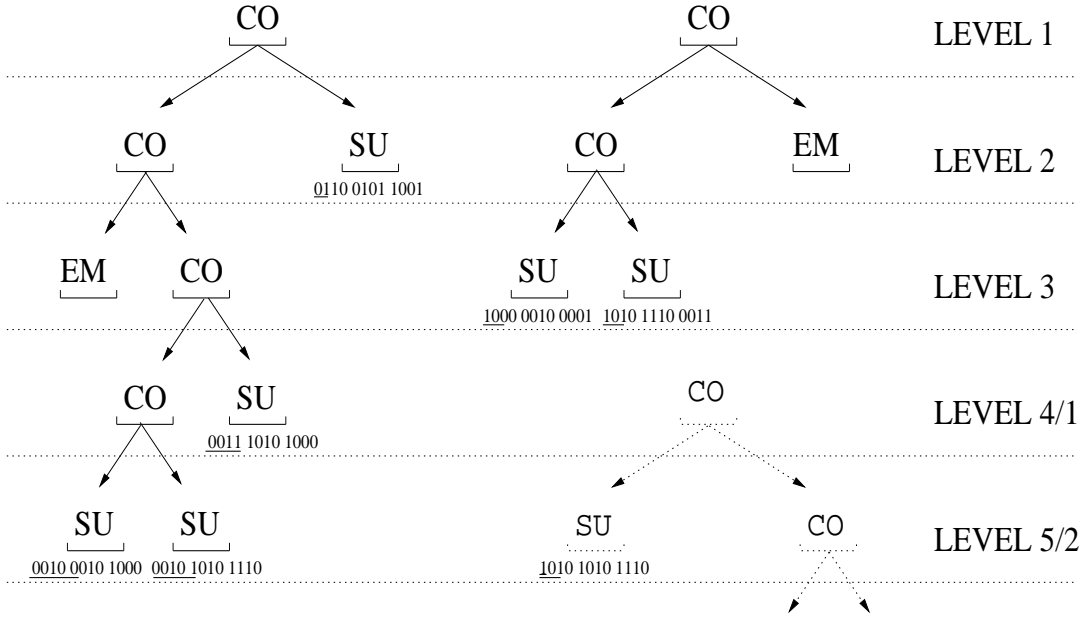 CO CO LEVEL 1
CO SU CO EM LEVEL 2
0110 0101 1001
EM CO SU SU LEVEL 3
1000 0010 0001 1010 1110 0011
CO SU CO LEVEL 4/1
0011 1010 1000
SU SU SU CO LEVEL 5/2
0010 0010 1000 0010 1010 1110 1010 1010 1110